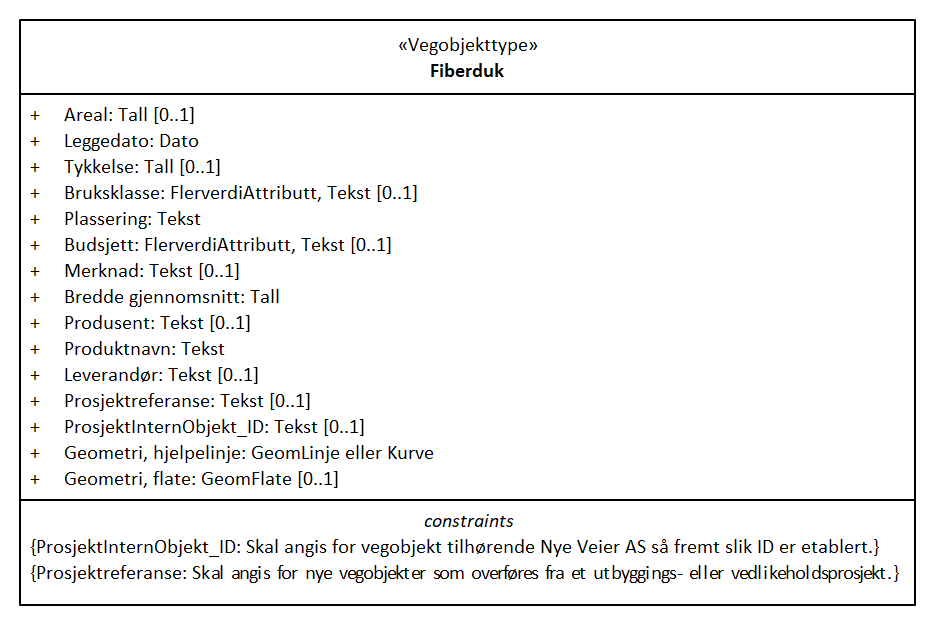 «Vegobjekttype»
Fiberduk
+ Areal: Tall [0..1]
+ Leggedato: Dato
+ Tykkelse: Tall [0..1]
+ Bruksklasse: FlerverdiAttributt, Tekst [0..1]
+ Plassering: Tekst
+ Budsjett: FlerverdiAttributt, Tekst [0..1]
+ Merknad: Tekst [0..1]
+ Bredde gjennomsnitt: Tall
+ Produsent: Tekst [0..1]
+ Produktnavn: Tekst
+ Leverandør: Tekst [0..1]
+ Prosjektreferanse: Tekst [0..1]
+ ProsjektInternObjekt_ID: Tekst [0..1]
+ Geometri, hjelpelinje: GeomLinje eller Kurve
+ Geometri, flate: GeomFlate [0..1]
constraints
{ProsjektInternObjekt_ID: Skal angis for vegobjekt tilhørende Nye Veier AS så fremt slik ID er etablert.}
{Prosjektreferanse: Skal angis for nye vegobjekter som overføres fra et utbyggings- eller vedlikeholdsprosjekt.}